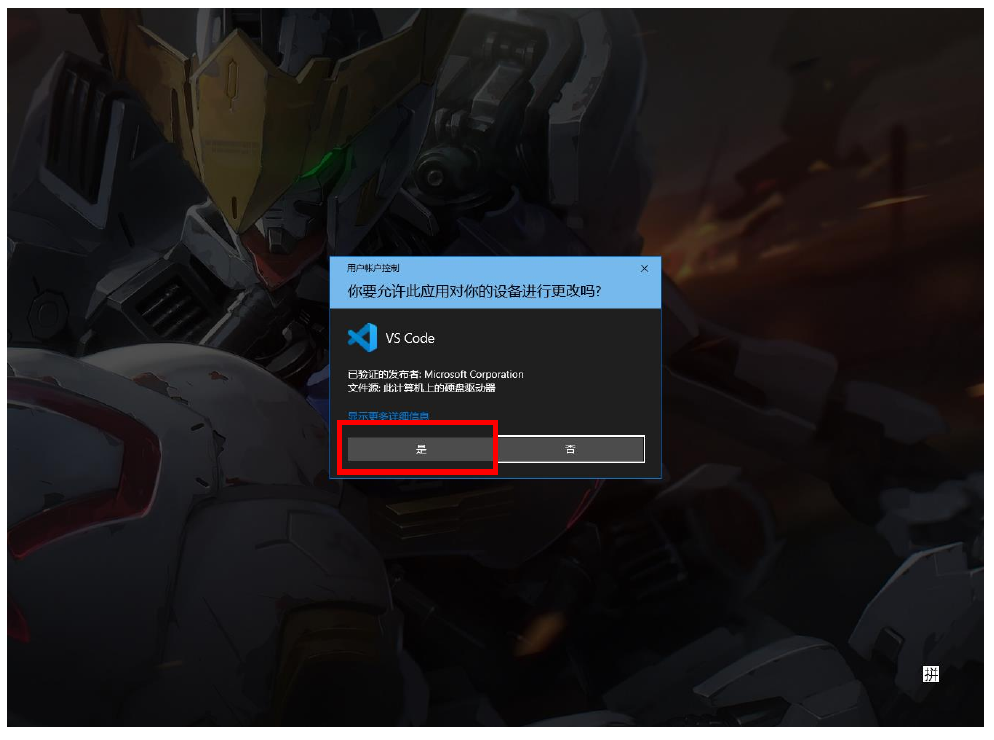 用户帐户控制
你要允许此应用对你的设备进行更改吗?
VS Code
已验证的发布者: Microsoft Corporation
文件源: 此计算机上的硬盘驱动器
显示更多详细信息
是
否
拼